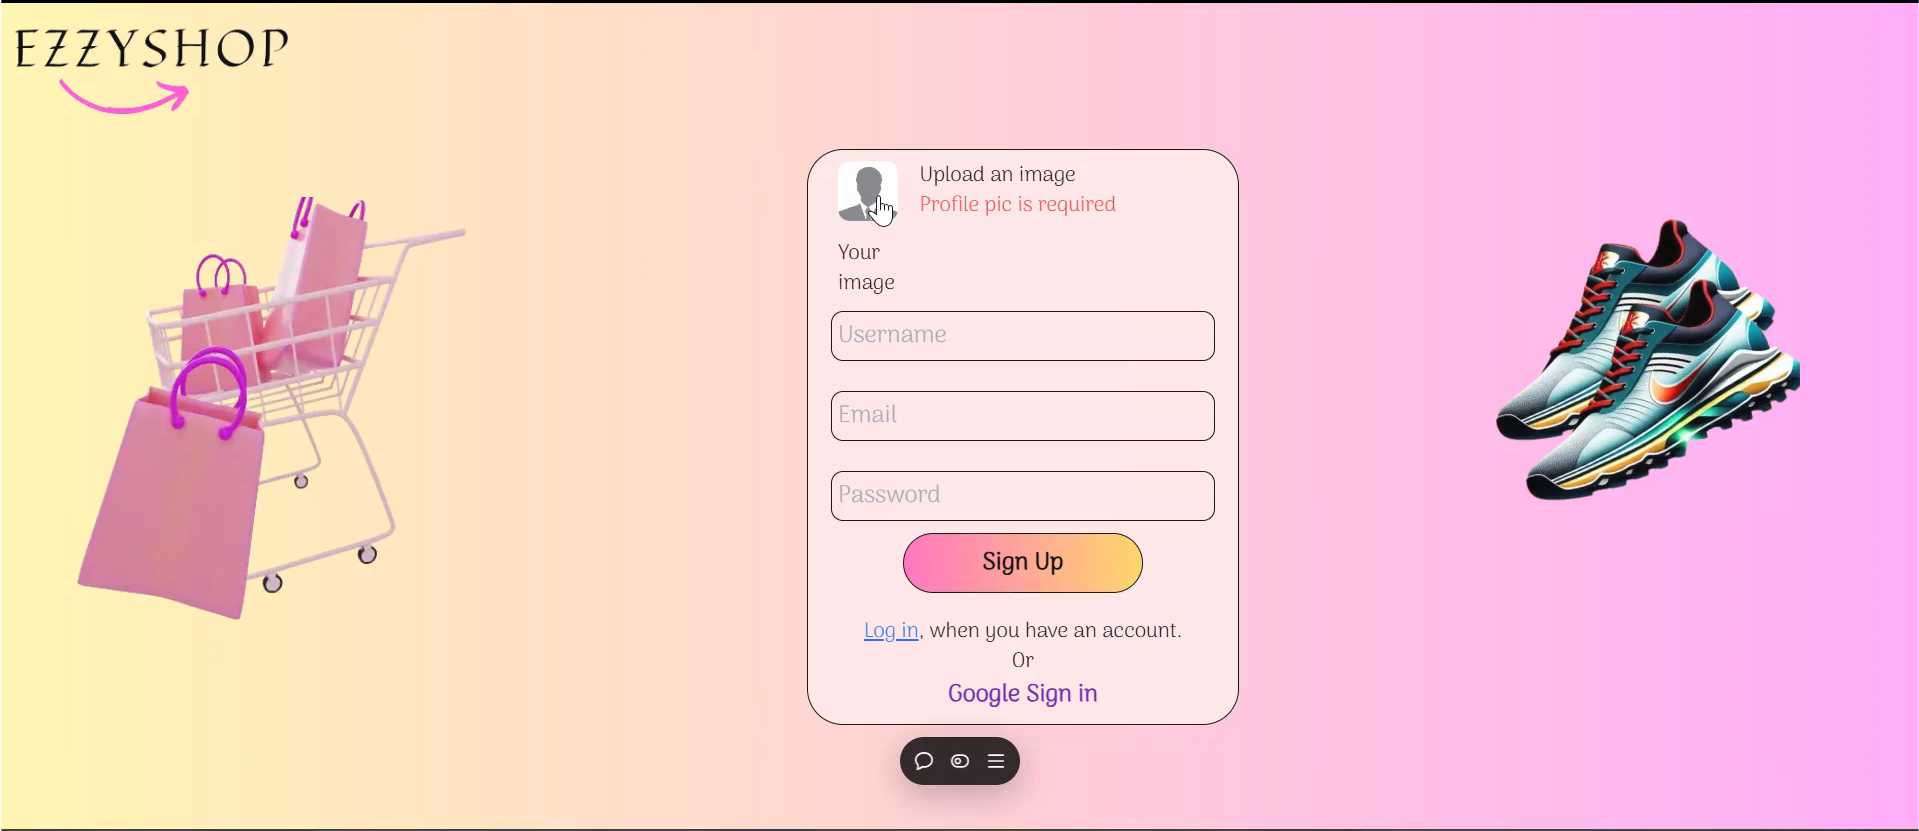 EZZYSHOP
Upload an image
Profile pic is required
Your
image
Username
Email
Password
Sign Up
Log in, when you have an account.
Or
Google Sign in